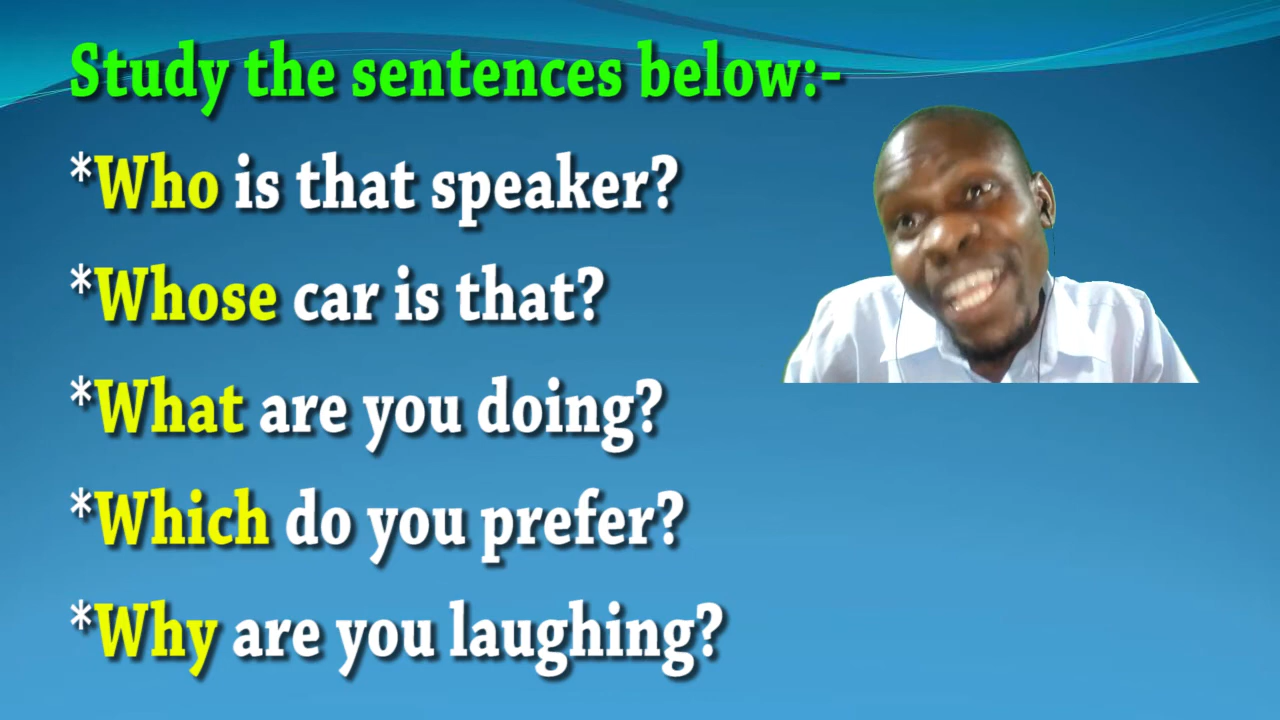 Study the sentences below:-
*Who is that speaker?
*Whose car is that?
*What are you doing?
*Which do you prefer?
*Why are you laughing?